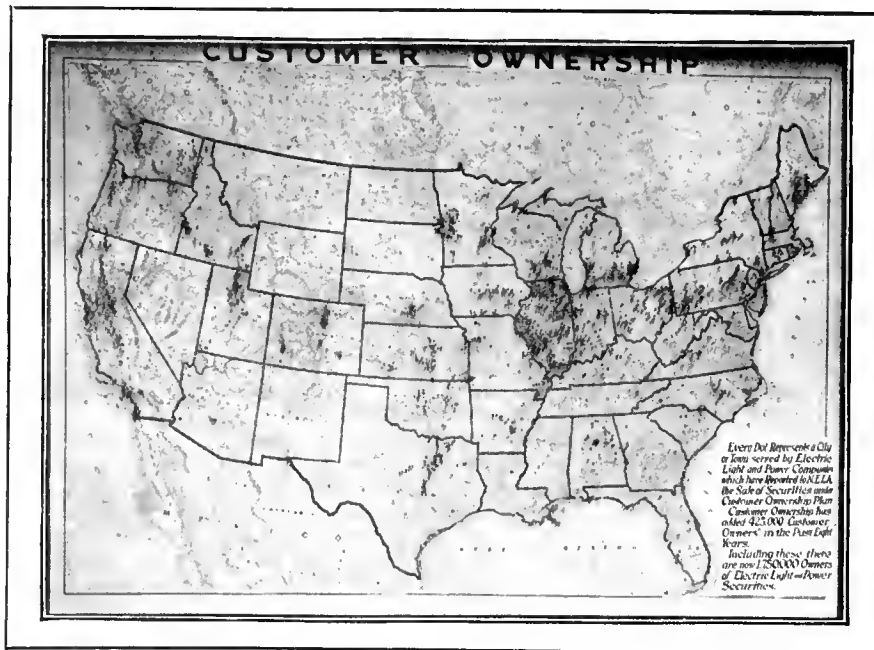 CUSTOMER OWNERSHIP
Every Dot Represents a City
or Town served by Electric
Light and Power Companies
which have Reported to N.E.L.A.
the Sale of Securities under
Customer Ownership Plan
Customer Ownership has
added 425,000 Customer
Owners in the Past Eight
Years.
Including these there
are now 1,750,000 Owners
of Electric Light and Power
Securities.